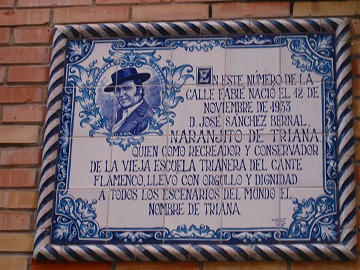 EN ESTE NUMERO DE LA
CALLE FABIE NACIO EL 12 DE
NOVIEMBRE DE 1933
D. JOSÉ SANCHEZ BERNAL,
NARANJITO DE TRIANA
QUIEN COMO RECREADOR Y CONSERVADOR
DE LA VIEJA ESCUELA TRIANERA DEL CANTE
FLAMENCO, LLEVÓ CON ORGULLO Y DIGNIDAD
A TODOS LOS ESCENARIOS DEL MUNDO EL
NOMBRE DE TRIANA.